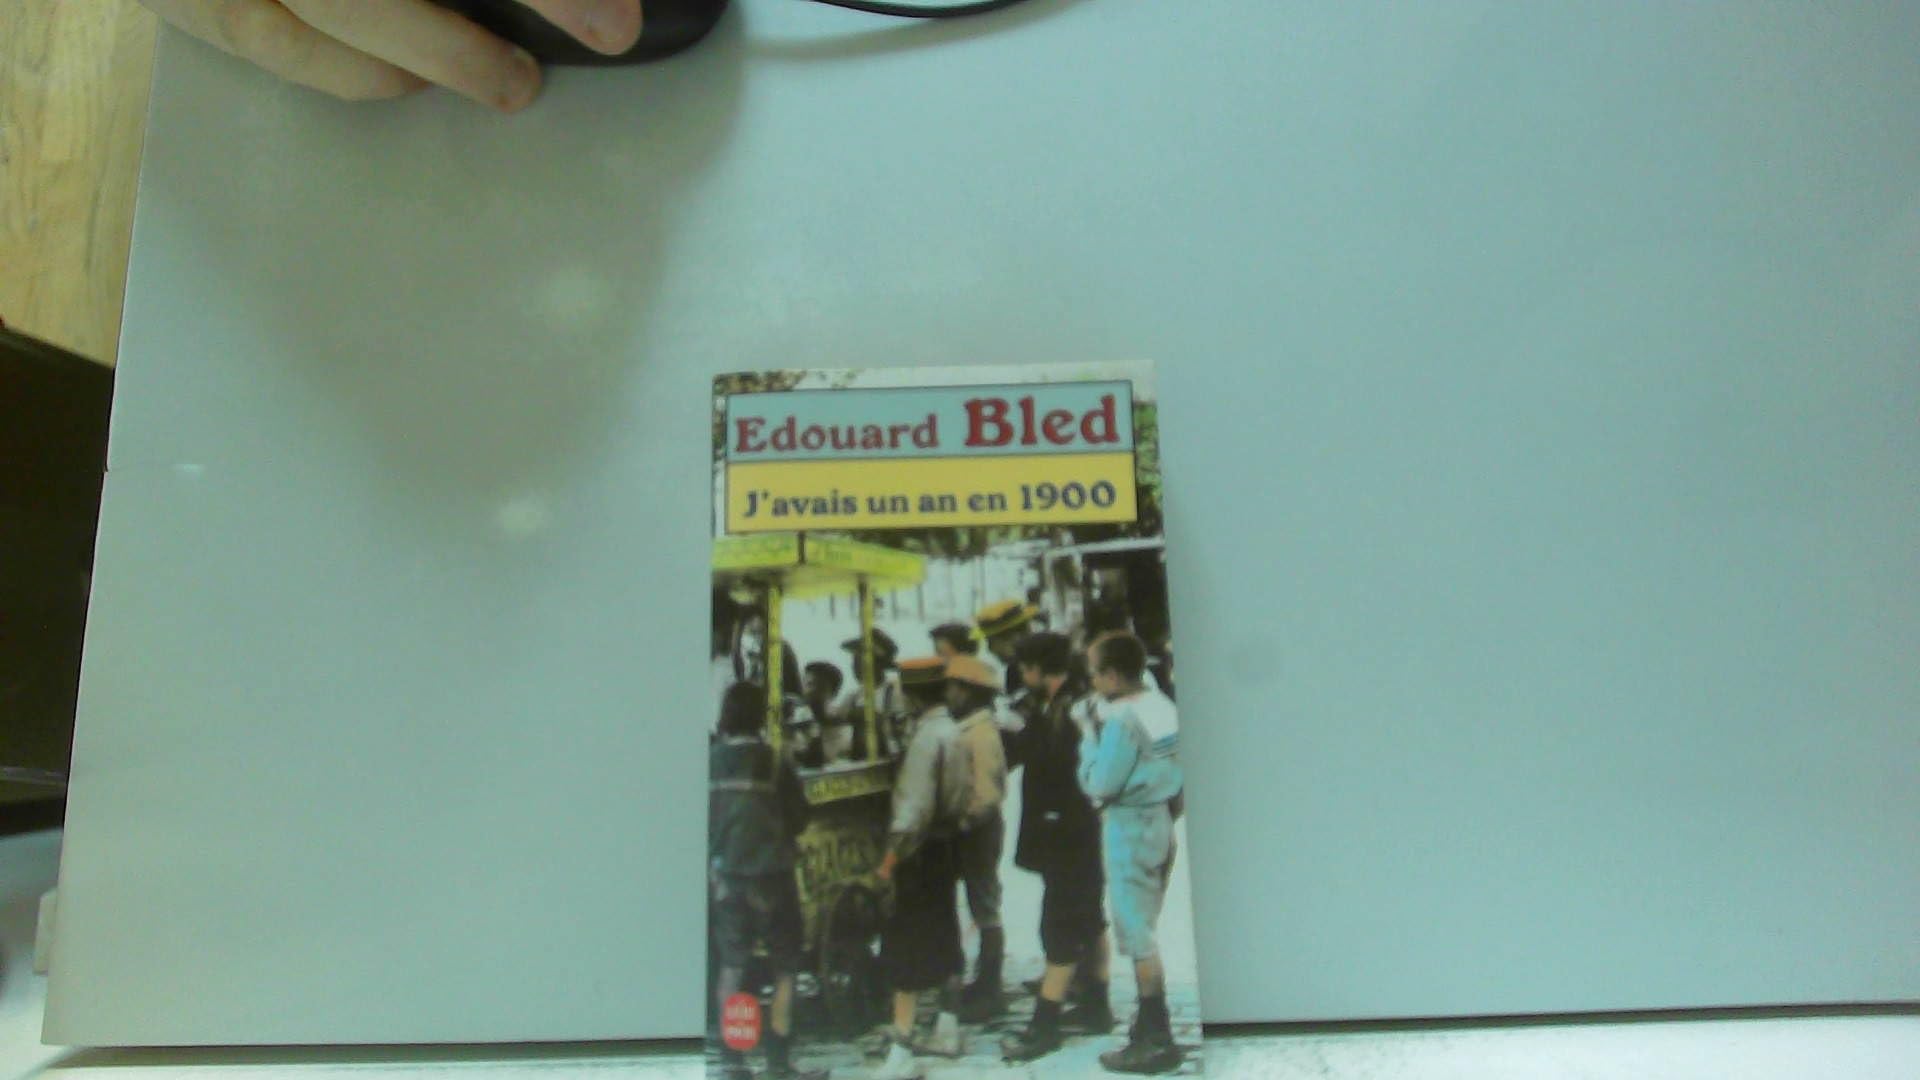 Edouard Bled
J'avais un an en 1900